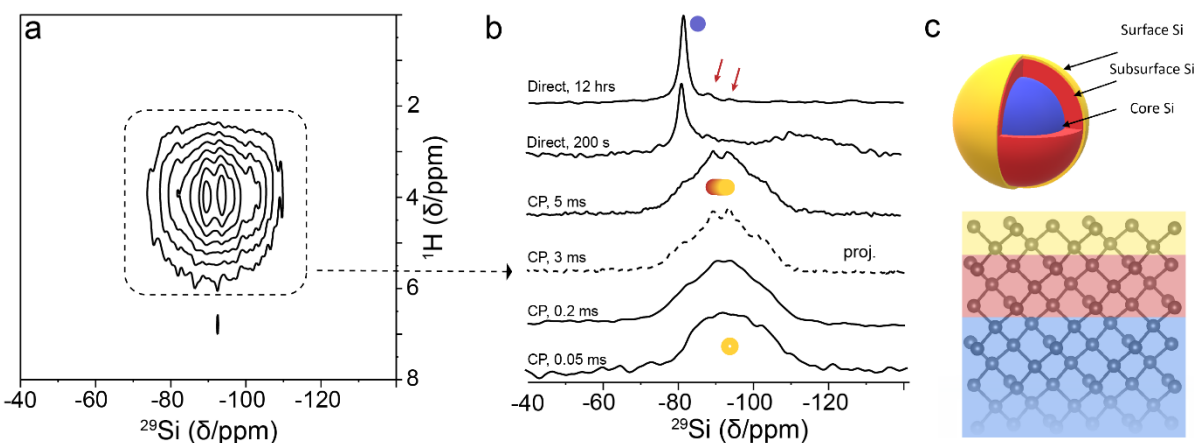 a
2
4
6
8
¹H (δ/ppm)
-40
-60
-80
-100
-120
²⁹Si (δ/ppm)
b
Direct, 12 hrs
Direct, 200 s
CP, 5 ms
CP, 3 ms
proj.
CP, 0.2 ms
CP, 0.05 ms
-40
-60
-80
-100
-120
²⁹Si (δ/ppm)
c
Surface Si
Subsurface Si
Core Si